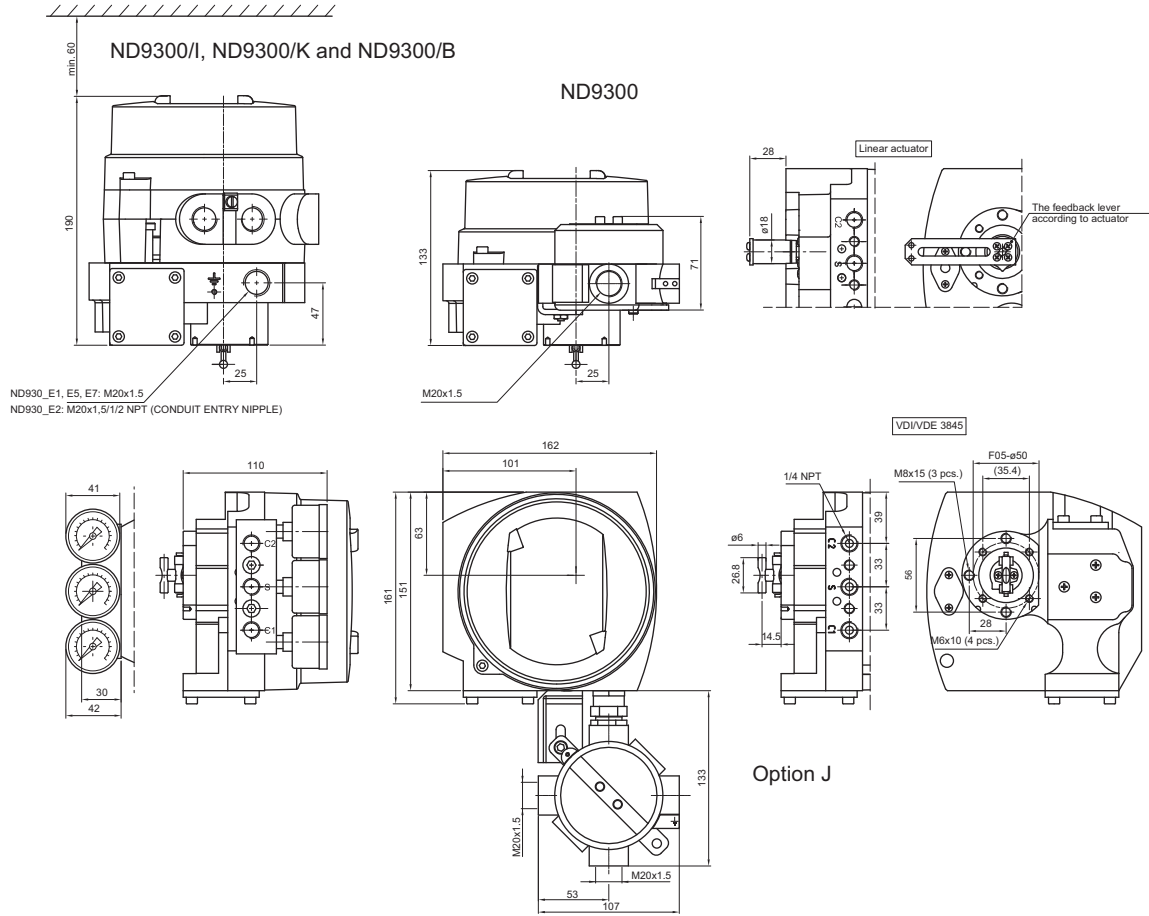 min. 60
ND9300/I, ND9300/K and ND9300/B
190
47
25
ND930_E1, E5, E7: M20x1.5
ND930_E2: M20x1,5/1/2 NPT (CONDUIT ENTRY NIPPLE)
ND9300
133
71
25
M20x1.5
28
Linear actuator
ø18
C2
S
The feedback lever
according to actuator
41
30
42
110
C2
S
C1
162
101
63
161
151
133
M20x1.5
M20x1.5
53
107
Option J
VDI/VDE 3845
1/4 NPT
ø6
26.8
14.5
C2
S
C1
39
33
33
F05-ø50
(35.4)
M8x15 (3 pcs.)
56
28
M6x10 (4 pcs.)